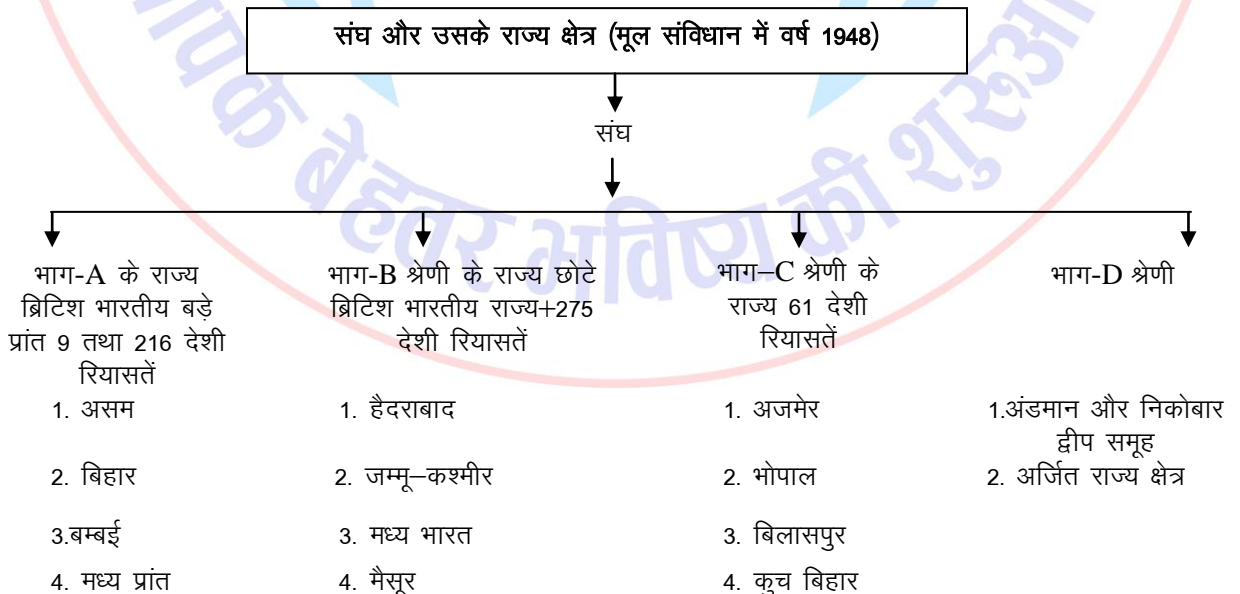 संघ और उसके राज्य क्षेत्र (मूल संविधान में वर्ष 1948)
संघ
भाग-A के राज्य
ब्रिटिश भारतीय बड़े
प्रांत 9 तथा 216 देशी
रियासतें
1. असम
2. बिहार
3.बम्बई
4. मध्य प्रांत
भाग-B श्रेणी के राज्य छोटे
ब्रिटिश भारतीय राज्य+275
देशी रियासतें
1. हैदराबाद
2. जम्मू–कश्मीर
3. मध्य भारत
4. मैसूर
भाग–C श्रेणी के
राज्य 61 देशी
रियासतें
1. अजमेर
2. भोपाल
3. बिलासपुर
4. कुच बिहार
भाग-D श्रेणी
1.अंडमान और निकोबार
द्वीप समूह
2. अर्जित राज्य क्षेत्र
बेहतर भविष्य की